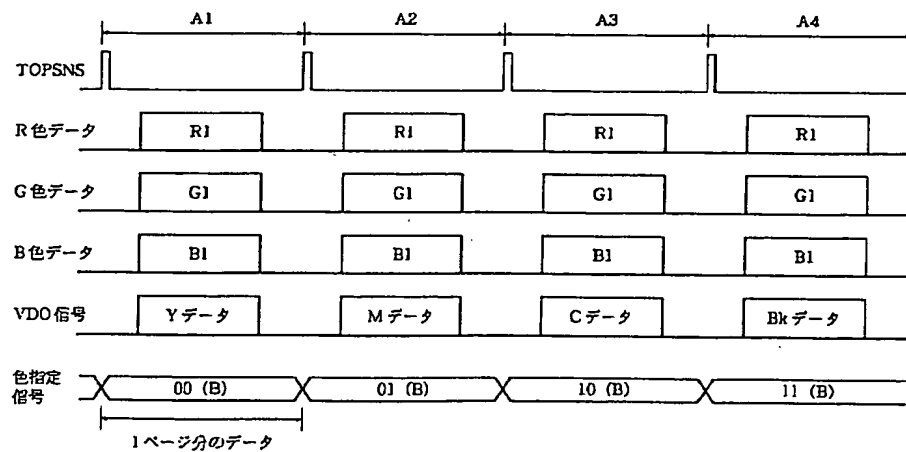 A1 A2 A3 A4
TOPSNS
R色データ R1 R1 R1 R1
G色データ G1 G1 G1 G1
B色データ B1 B1 B1 B1
VDO信号 Yデータ Mデータ Cデータ Bkデータ
色指定
信号 00 (B) 01 (B) 10 (B) 11 (B)
1ページ分のデータ